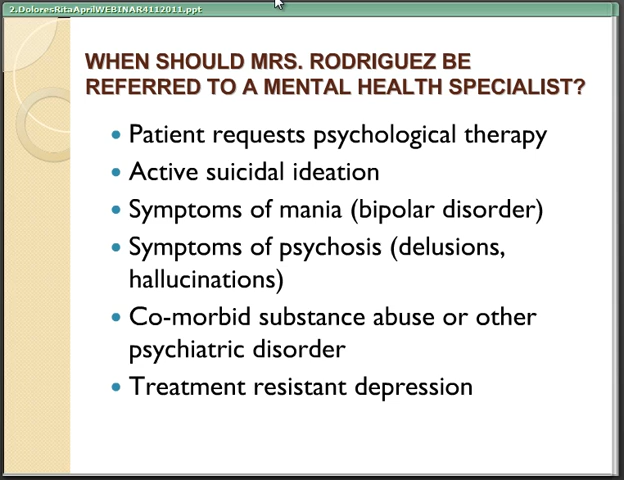 2.DoloresRitaAprilWEBINAR4112011.ppt
WHEN SHOULD MRS. RODRIGUEZ BE
REFERRED TO A MENTAL HEALTH SPECIALIST?
• Patient requests psychological therapy
• Active suicidal ideation
• Symptoms of mania (bipolar disorder)
• Symptoms of psychosis (delusions,
hallucinations)
• Co-morbid substance abuse or other
psychiatric disorder
• Treatment resistant depression